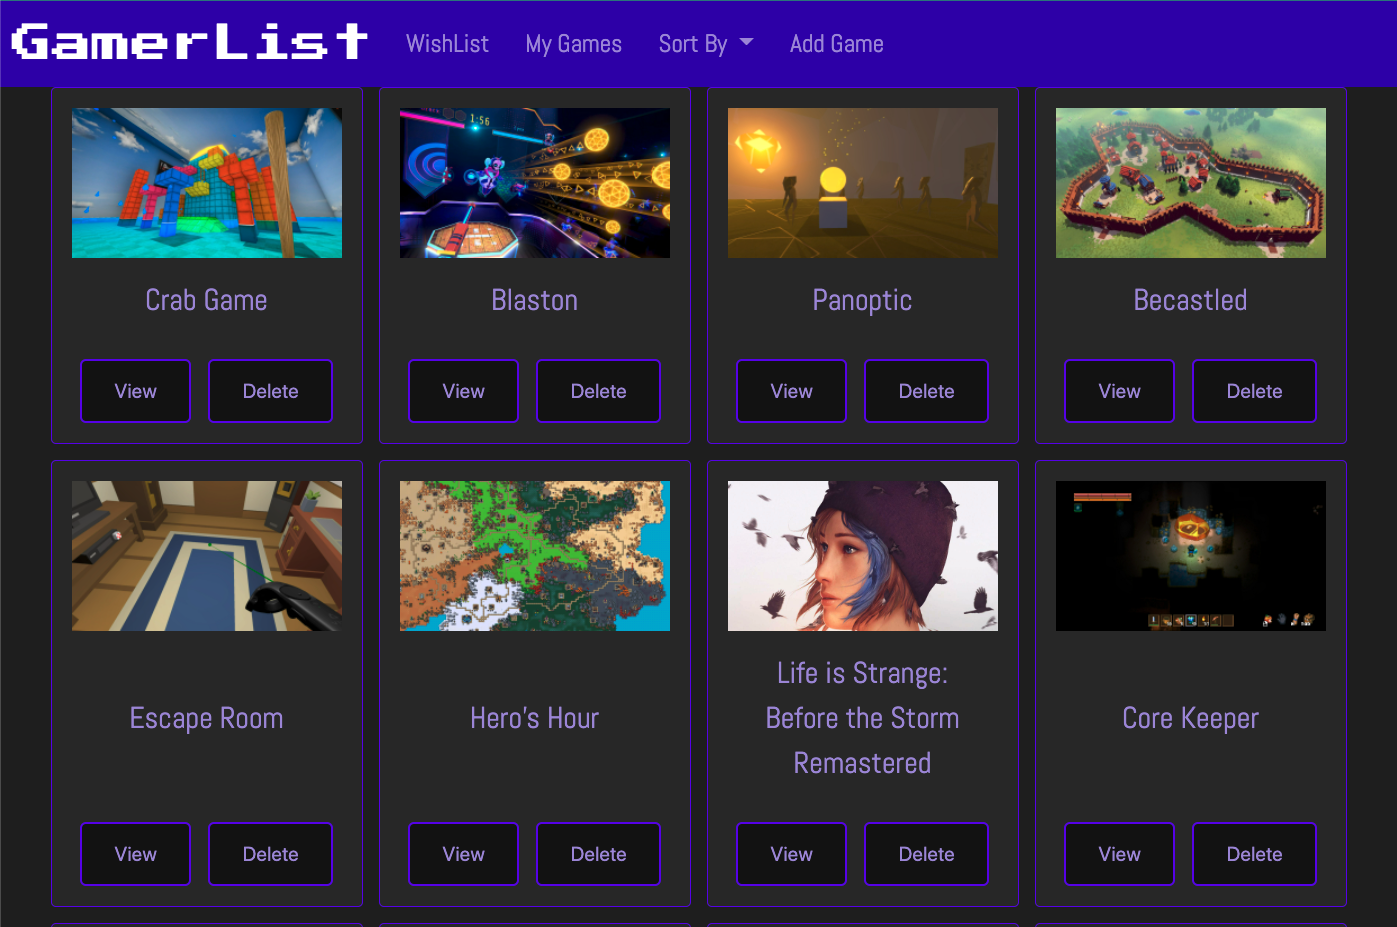 GamerList WishList My Games Sort By Add Game
1:56
Crab Game Blaston Panoptic Becastled
View Delete View Delete View Delete View Delete
Life is Strange:
Escape Room Hero's Hour Before the Storm Core Keeper
Remastered
View Delete View Delete View Delete View Delete